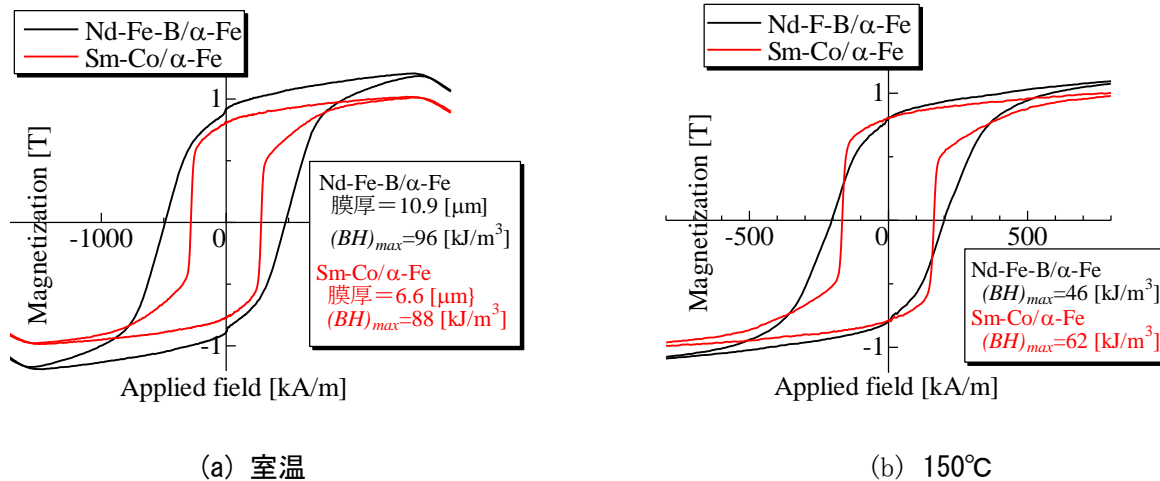 Nd-Fe-B/α-Fe
Sm-Co/α-Fe
1
Magnetization [T]
-1000
0
Nd-Fe-B/α-Fe
膜厚＝10.9 [μm]
(BH)max=96 [kJ/m3]
Sm-Co/α-Fe
膜厚＝6.6 [μm}
(BH)max=88 [kJ/m3]
-1
Applied field [kA/m]
(a) 室温
Nd-F-B/α-Fe
Sm-Co/α-Fe
1
Magnetization [T]
-500
0
500
Nd-Fe-B/α-Fe
(BH)max=46 [kJ/m3]
Sm-Co/α-Fe
(BH)max=62 [kJ/m3]
-1
Applied field [kA/m]
(b) 150℃